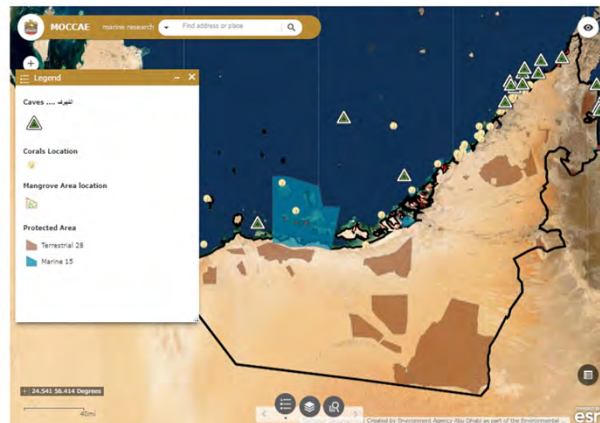 MOCCAE marine research Find address or place
Legend
Caves ....
Corals Location
Mangrove Area location
Protected Area
Terrestrial 28
Marine 15
24.541 56.414 Degrees
40mi
Created by Environment Agency Abu Dhabi as part of the Environmental ...
esri